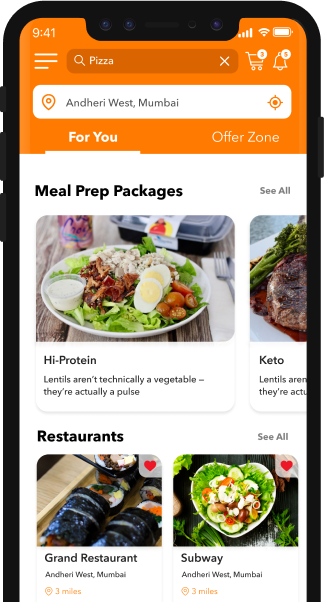 9:41
Pizza
3
6
Andheri West, Mumbai
For You
Offer Zone
Meal Prep Packages
See All
Hi-Protein
Lentils aren't technically a vegetable –
they're actually a pulse
Keto
Lentils aren
they're actu
Restaurants
See All
Grand Restaurant
Andheri West, Mumbai
3 miles
Subway
Andheri West, Mumbai
3 miles